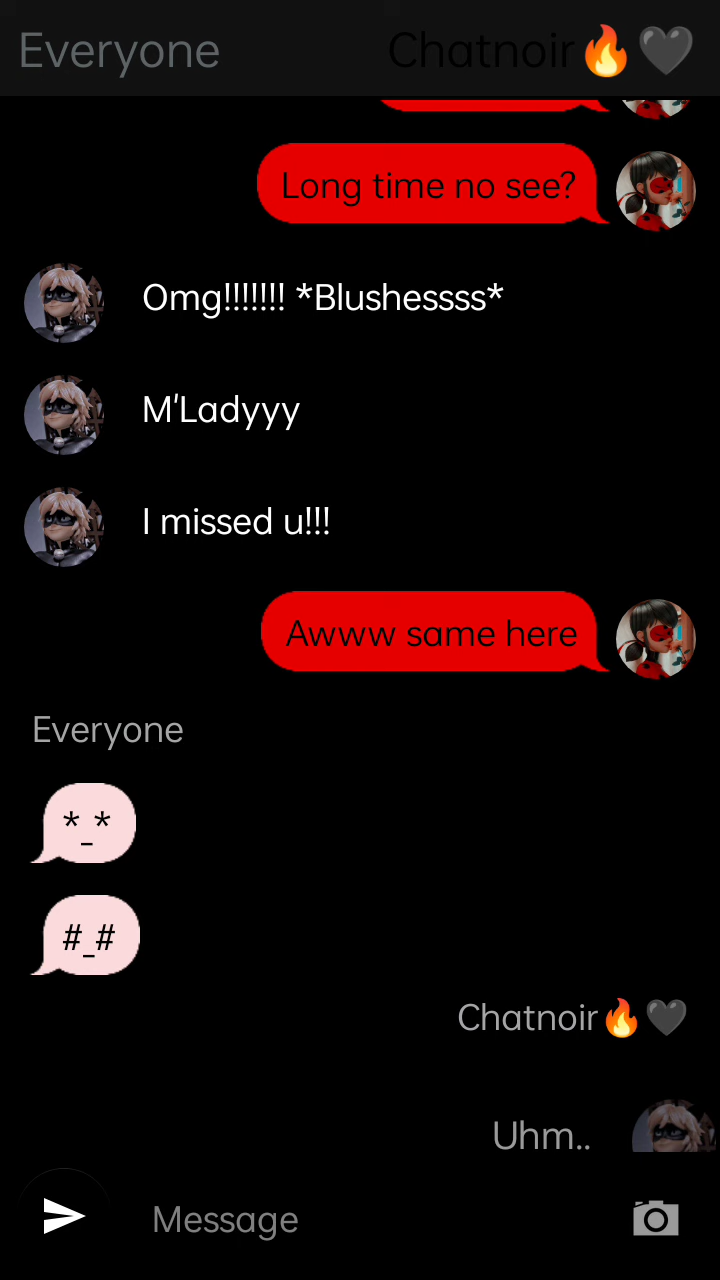 Everyone
Chatnoir🔥🖤
Long time no see?
Omg!!!!!!! *Blushessss*
M'Ladyyy
I missed u!!!
Awww same here
Everyone
*_*
#_#
Chatnoir🔥🖤
Uhm..
Message